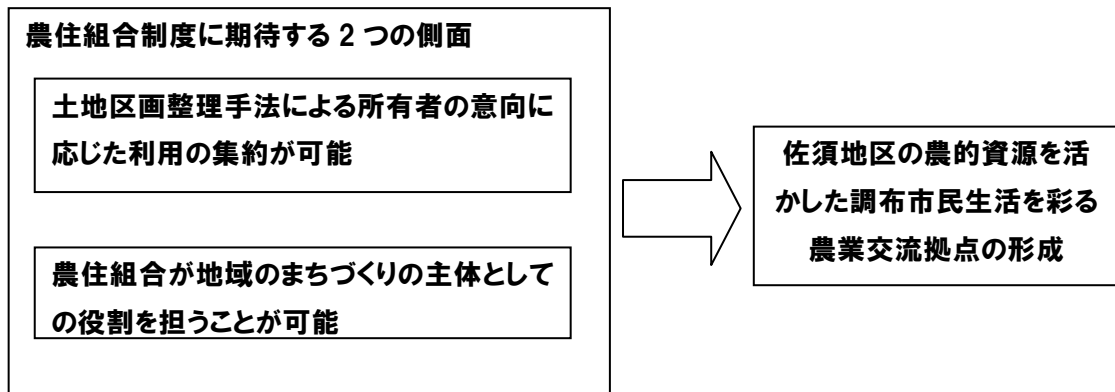 農住組合制度に期待する２つの側面
土地区画整理手法による所有者の意向に
応じた利用の集約が可能
農住組合が地域のまちづくりの主体として
の役割を担うことが可能
佐須地区の農的資源を活
かした調布市民生活を彩る
農業交流拠点の形成